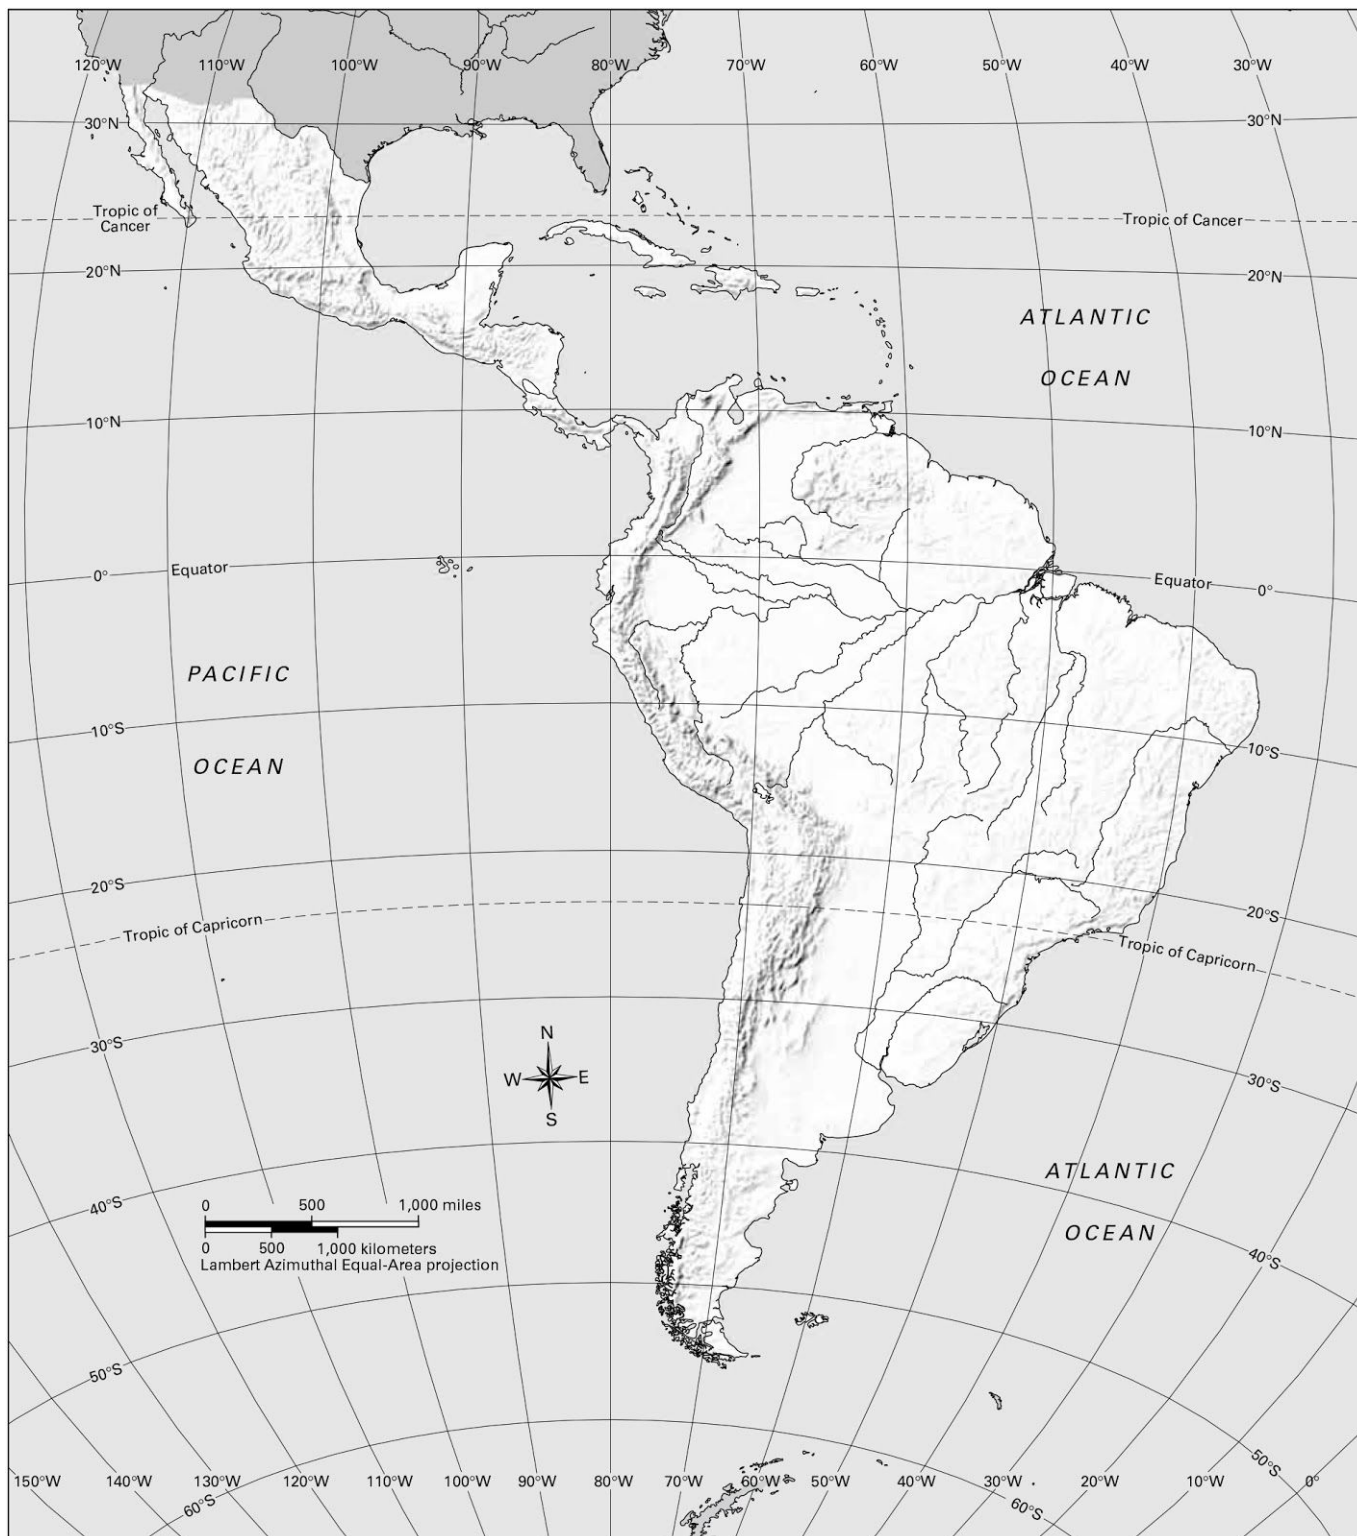 120°W 110°W 100°W 90°W 80°W 70°W 60°W 50°W 40°W 30°W
30°N 30°N
Tropic of
Cancer
Tropic of Cancer
20°N 20°N
ATLANTIC
OCEAN
10°N 10°N
Equator Equator
0° 0°
PACIFIC
OCEAN
10°S 10°S
20°S 20°S
Tropic of Capricorn Tropic of Capricorn
30°S 30°S
N
W E
S
ATLANTIC
OCEAN
40°S 40°S
0 500 1,000 miles
0 500 1,000 kilometers
Lambert Azimuthal Equal-Area projection
50°S 50°S
150°W 140°W 130°W 120°W 110°W 100°W 90°W 80°W 70°W 60°W 50°W 40°W 30°W 20°W 10°W 0°
60°S 60°S